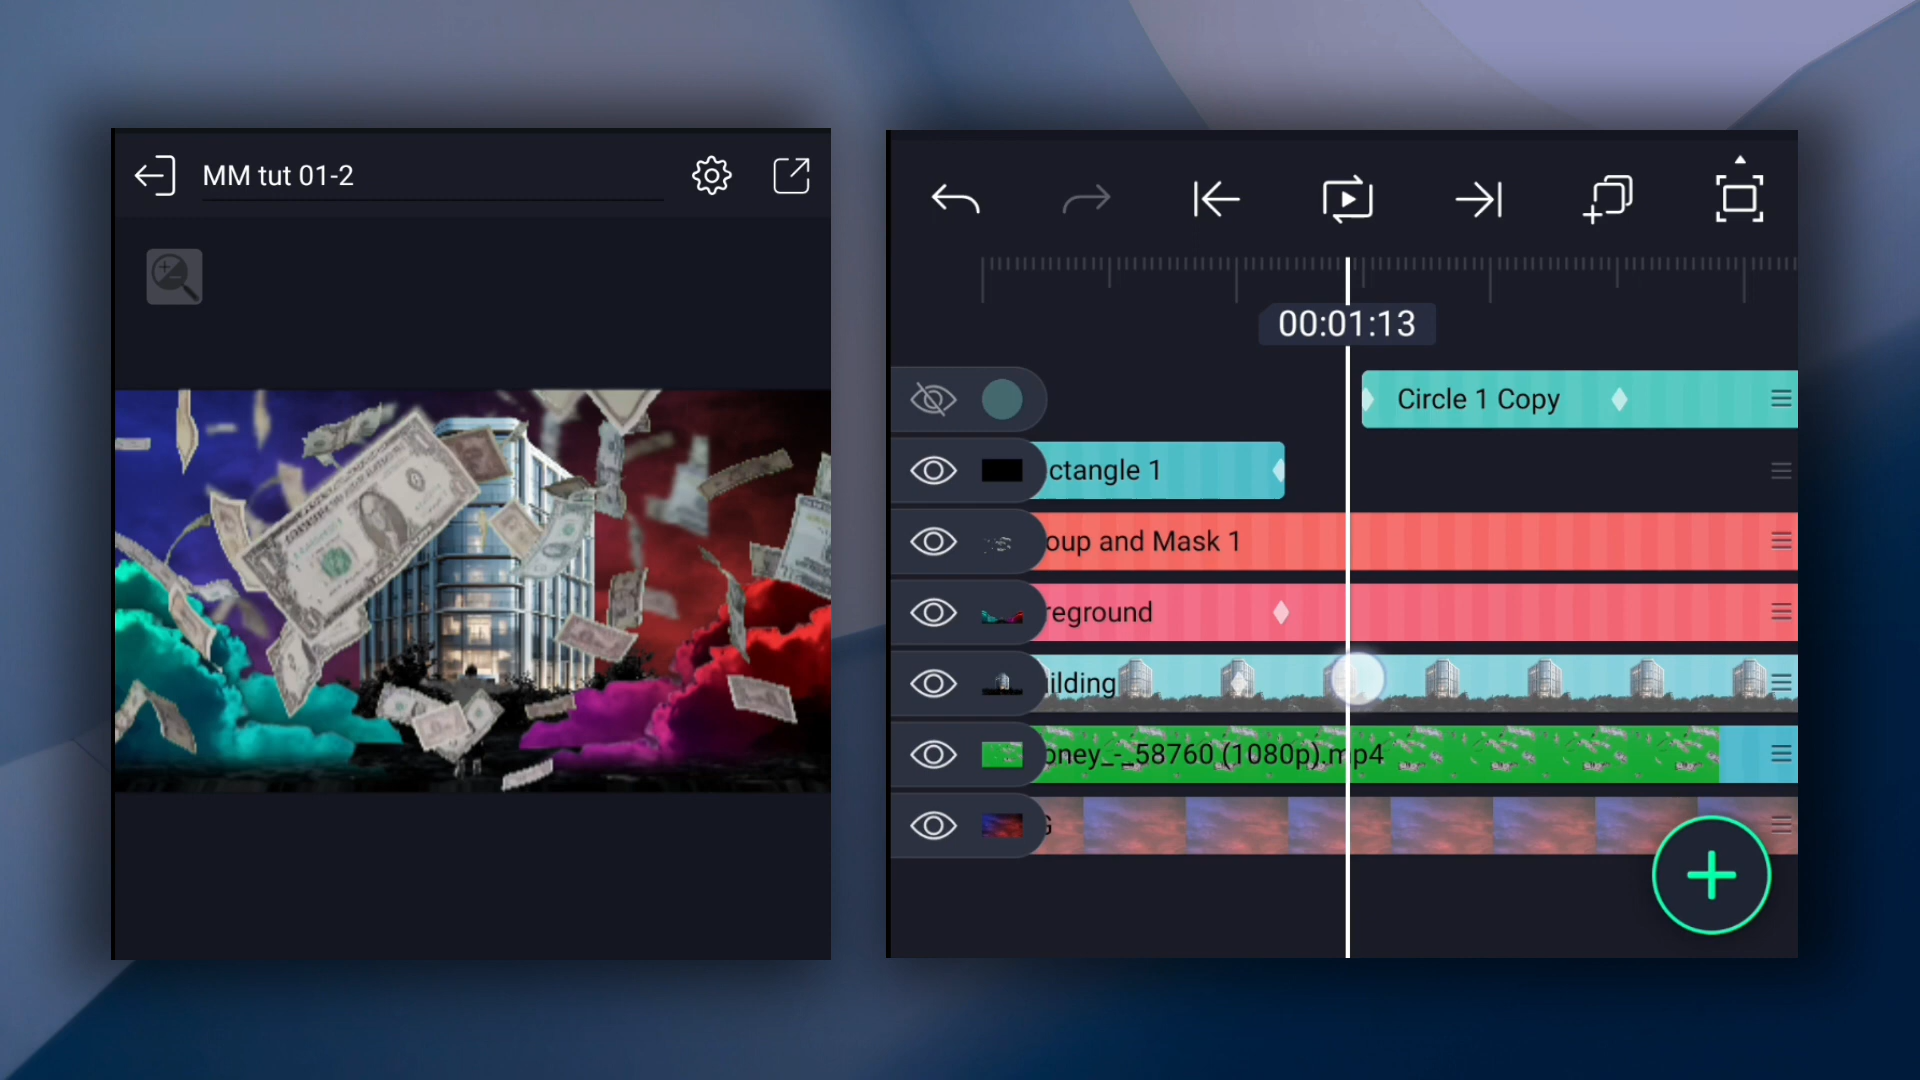 MM tut 01-2
00:01:13
Circle 1 Copy
ctangle 1
oup and Mask 1
reground
ilding
oney_-_58760 (1080p).mp4
G